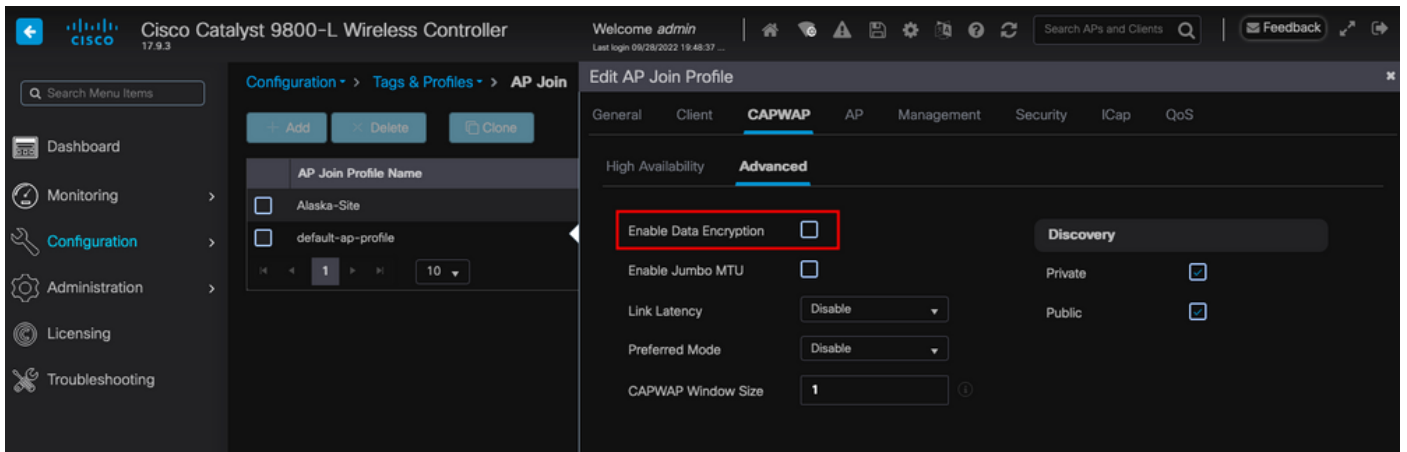 CISCO
Cisco Catalyst 9800-L Wireless Controller
17.9.3
Welcome admin
Last login 09/28/2022 19:48:37 ...
Search APs and Clients
Feedback
Search Menu Items
Dashboard
Monitoring
Configuration
Administration
Licensing
Troubleshooting
Configuration > Tags & Profiles > AP Join
+ Add
× Delete
Clone
AP Join Profile Name
Alaska-Site
default-ap-profile
1
10
Edit AP Join Profile
General Client CAPWAP AP Management Security ICap QoS
High Availability Advanced
Enable Data Encryption
Enable Jumbo MTU
Link Latency Disable
Preferred Mode Disable
CAPWAP Window Size 1
Discovery
Private
Public